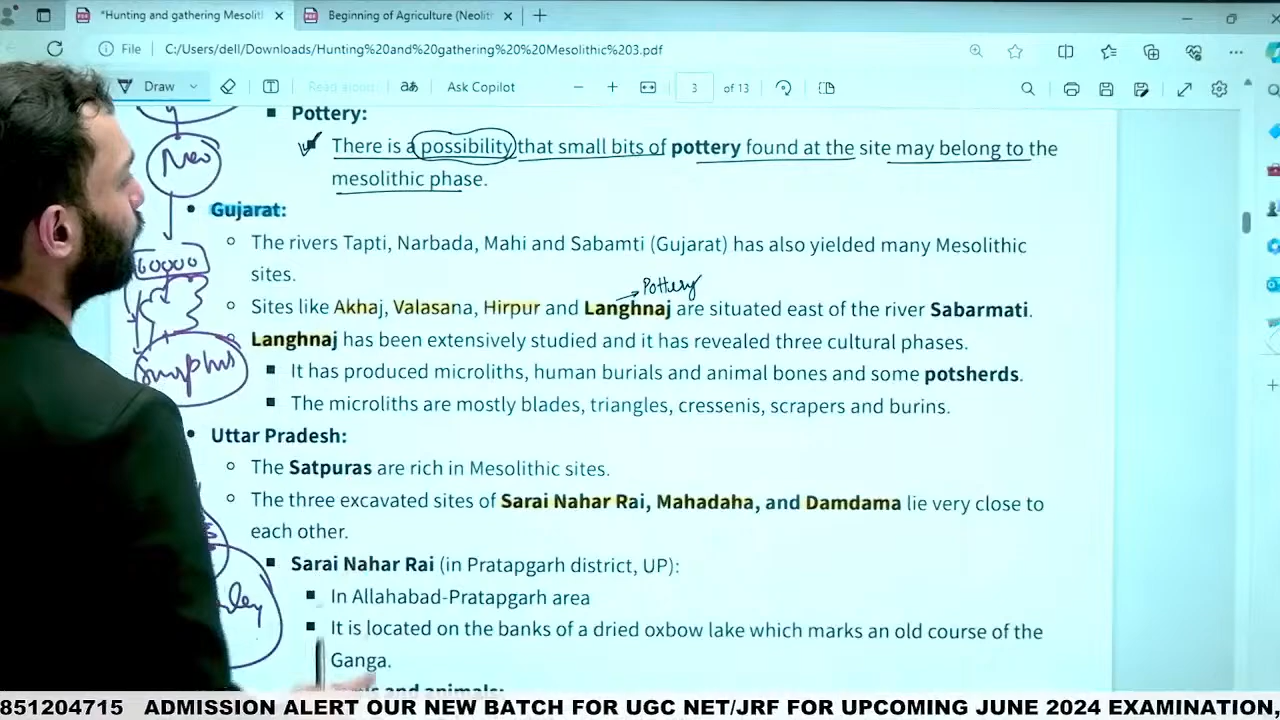 *Hunting and gathering Mesolit
Beginning of Agriculture (Neolit
File
C:/Users/dell/Downloads/Hunting%20and%20gathering%20%20Mesolithic%203.pdf
Draw
Read aloud
Ask Copilot
3
of 13
Pottery:
There is a possibility that small bits of pottery found at the site may belong to the
mesolithic phase.
Neo
Gujarat:
60000
The rivers Tapti, Narbada, Mahi and Sabamti (Gujarat) has also yielded many Mesolithic
sites.
Pottery
Sites like Akhaj, Valasana, Hirpur and Langhnaj are situated east of the river Sabarmati.
Langhnaj has been extensively studied and it has revealed three cultural phases.
Surplus
It has produced microliths, human burials and animal bones and some potsherds.
The microliths are mostly blades, triangles, cressenis, scrapers and burins.
Uttar Pradesh:
The Satpuras are rich in Mesolithic sites.
The three excavated sites of Sarai Nahar Rai, Mahadaha, and Damdama lie very close to
each other.
Sarai Nahar Rai (in Pratapgarh district, UP):
In Allahabad-Pratapgarh area
It is located on the banks of a dried oxbow lake which marks an old course of the
Ganga.
and animals:
851204715 ADMISSION ALERT OUR NEW BATCH FOR UGC NET/JRF FOR UPCOMING JUNE 2024 EXAMINATION,